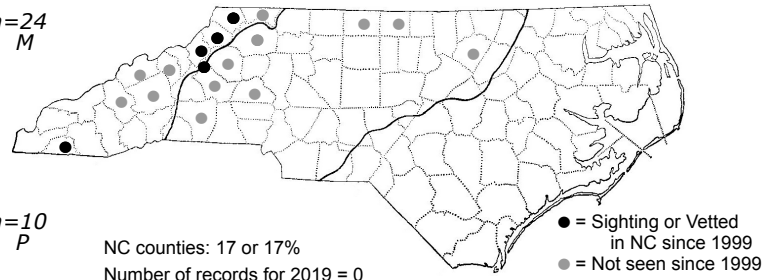 =24
M
=10
P
NC counties: 17 or 17%
Number of records for 2019 = 0
● = Sighting or Vetted
in NC since 1999
● = Not seen since 1999